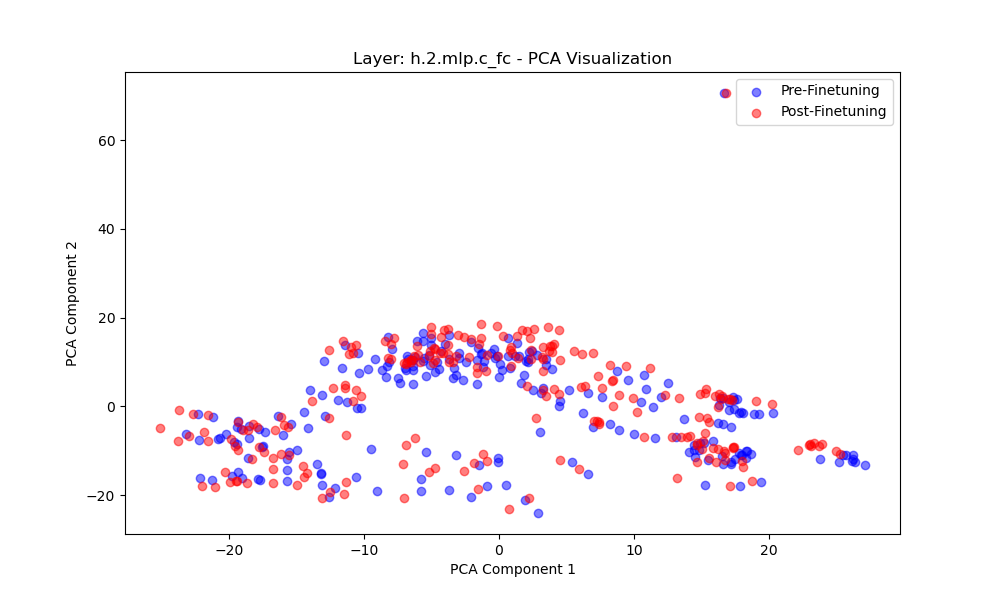 Layer: h.2.mlp.c_fc - PCA Visualization
Pre-Finetuning
Post-Finetuning
PCA Component 2
60
40
20
0
−20
−20
−10
0
10
20
PCA Component 1